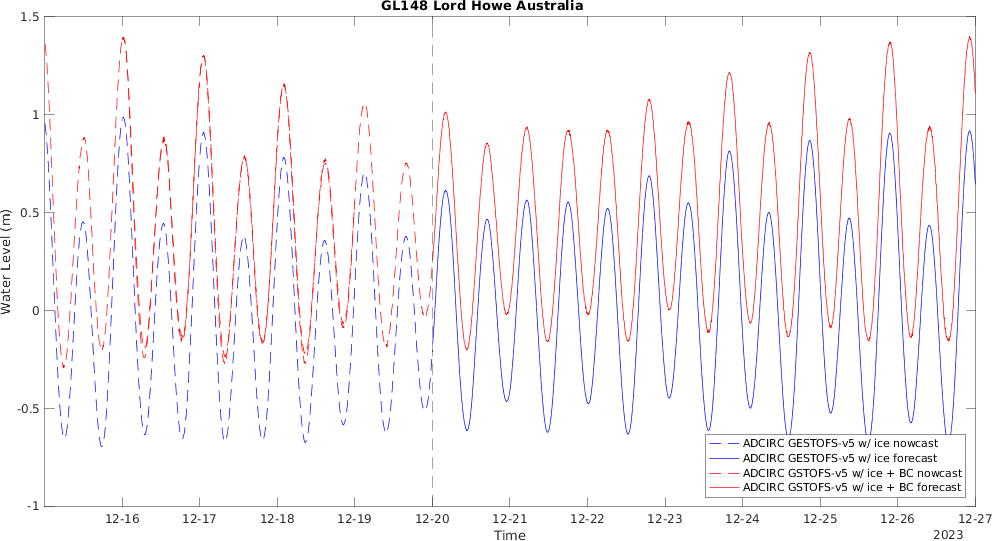 GL148 Lord Howe Australia
1.5
1
0.5
0
-0.5
-1
Water Level (m)
12-16 12-17 12-18 12-19 12-20 12-21 12-22 12-23 12-24 12-25 12-26 12-27
Time
2023
ADCIRC GESTOFS-v5 w/ ice nowcast
ADCIRC GESTOFS-v5 w/ ice forecast
ADCIRC GSTOFS-v5 w/ ice + BC nowcast
ADCIRC GSTOFS-v5 w/ ice + BC forecast